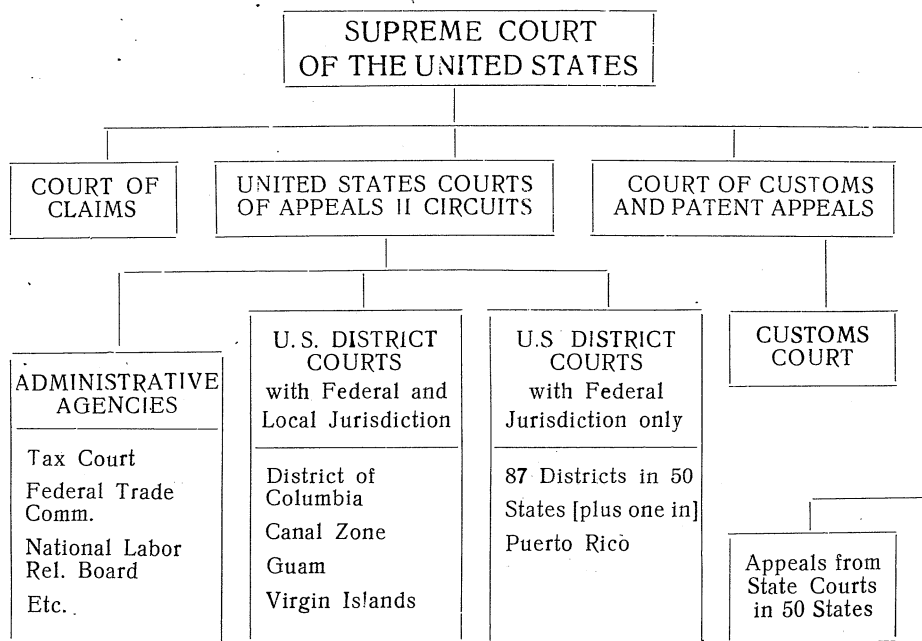 SUPREME COURT
OF THE UNITED STATES
COURT OF
CLAIMS
UNITED STATES COURTS
OF APPEALS 11 CIRCUITS
COURT OF CUSTOMS
AND PATENT APPEALS
ADMINISTRATIVE
AGENCIES
Tax Court
Federal Trade
Comm.
National Labor
Rel. Board
Etc.
U.S. DISTRICT
COURTS
with Federal and
Local Jurisdiction
District of
Columbia
Canal Zone
Guam
Virgin Islands
U.S DISTRICT
COURTS
with Federal
Jurisdiction only
87 Districts in 50
States [plus one in]
Puerto Rico
CUSTOMS
COURT
Appeals from
State Courts
in 50 States